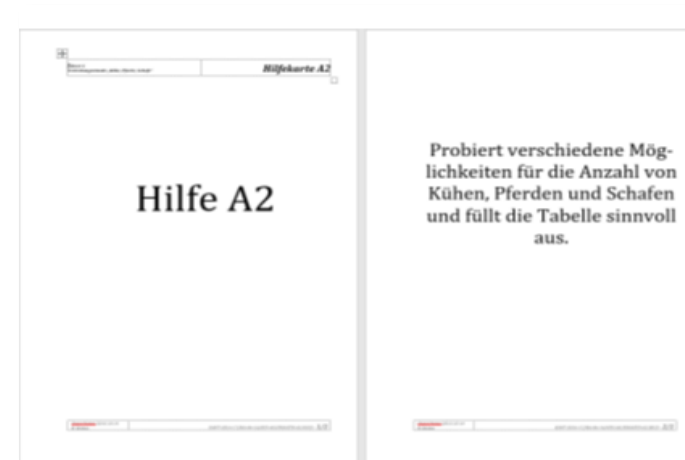 Hilfekarte A2
Hilfe A2
Probiert verschiedene Mög-
lichkeiten für die Anzahl von
Kühen, Pferden und Schafen
und füllt die Tabelle sinnvoll
aus.